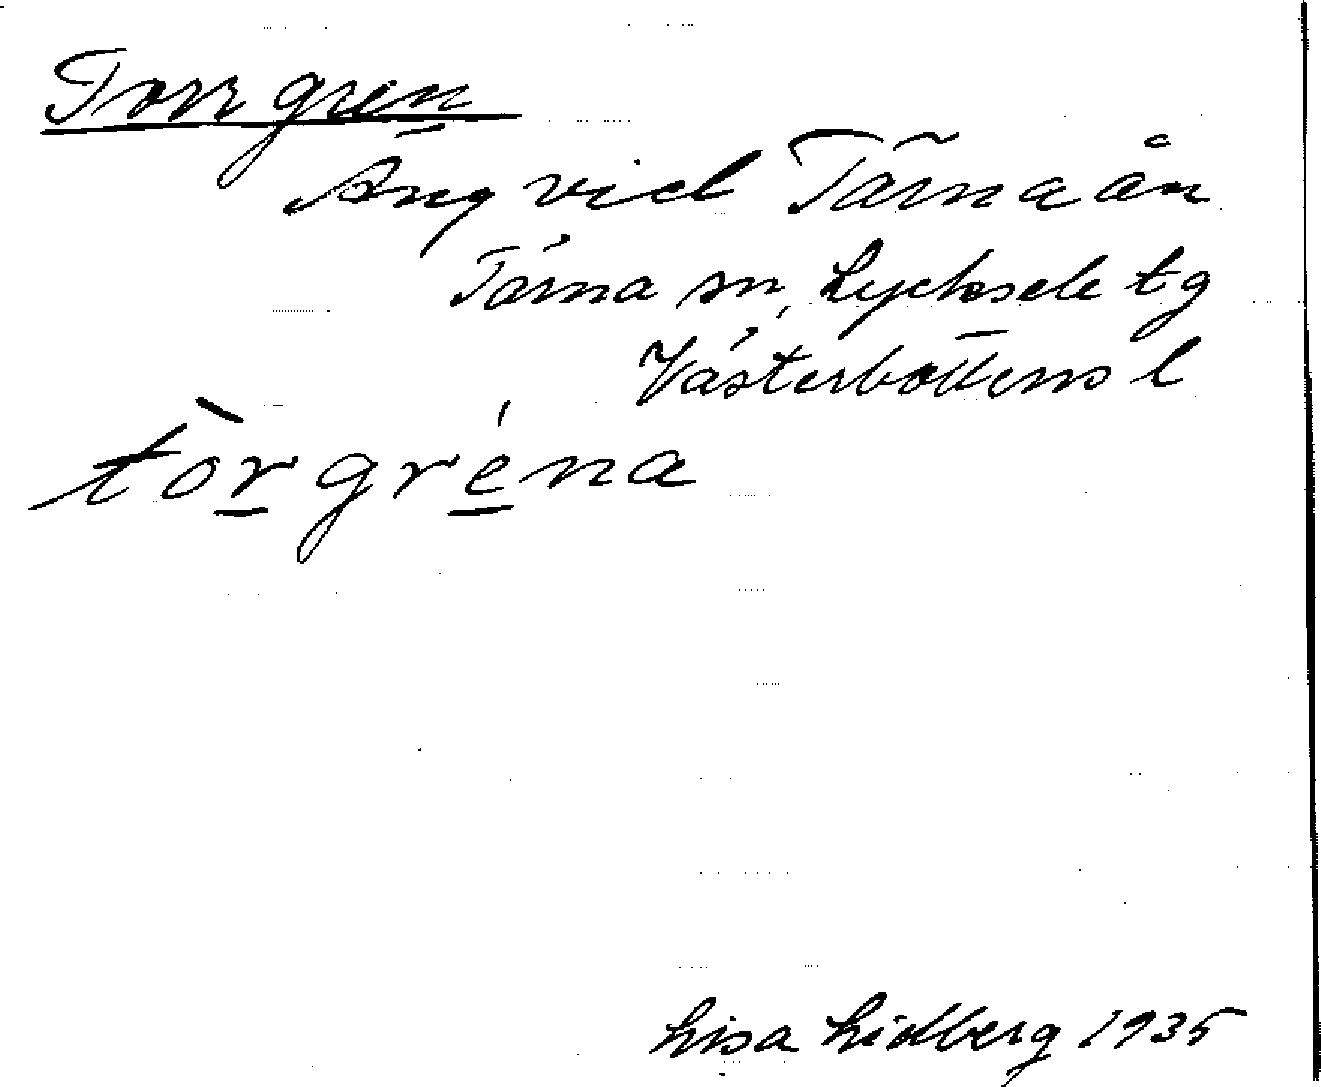 Torrgren
Äng vid Tärnaån
Tärna sn, Lycksele tg
Västerbottens l
tòrgréna
Lisa Lidberg 1935